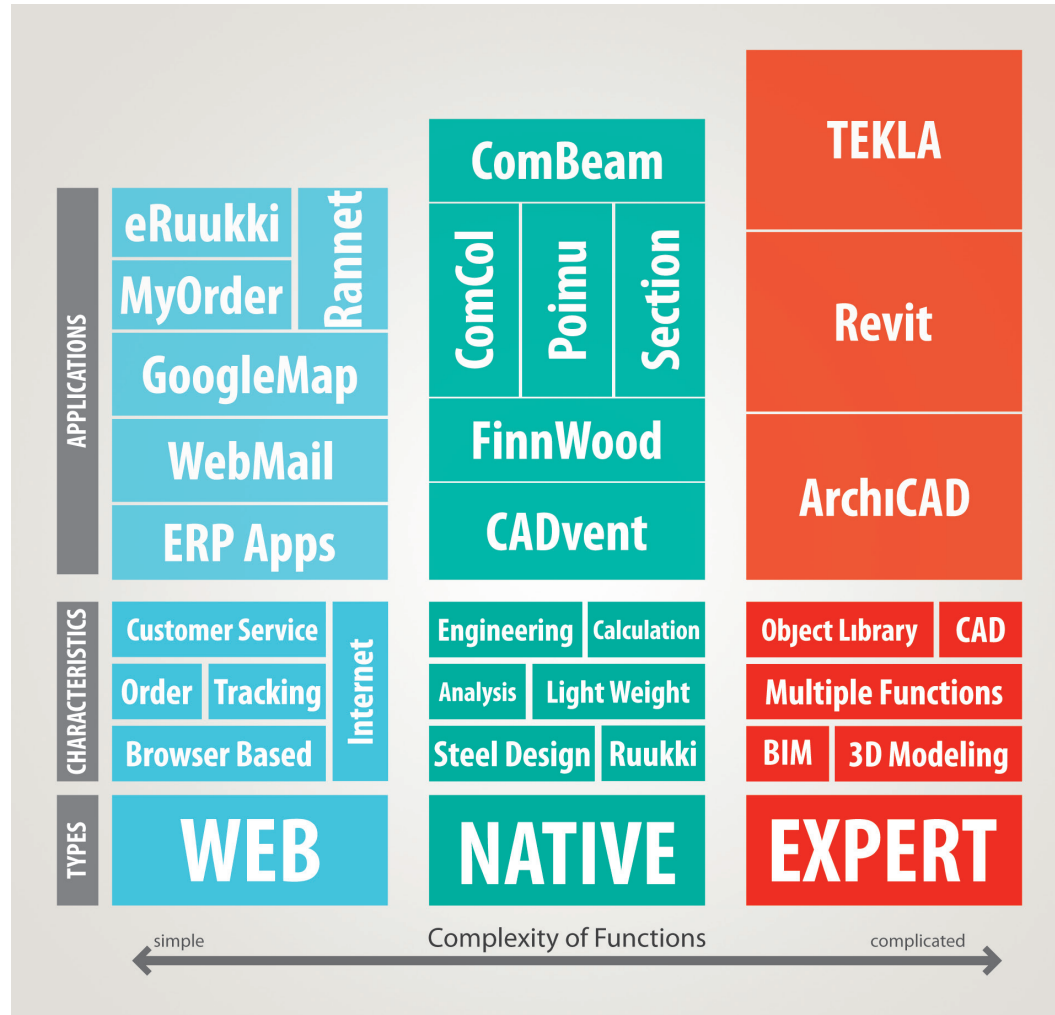 APPLICATIONS
eRuukki
MyOrder
Rannet
GoogleMap
WebMail
ERP Apps
ComBeam
ComCol
Poimu
Section
FinnWood
CADvent
TEKLA
Revit
ArchıCAD
CHARACTERISTICS
Customer Service
Order
Tracking
Browser Based
Internet
Engineering
Calculation
Analysis
Light Weight
Steel Design
Ruukki
Object Lıbrary
CAD
Multiple Functions
BIM
3D Modeling
TYPES
WEB
NATIVE
EXPERT
simple
Complexity of Functions
complicated